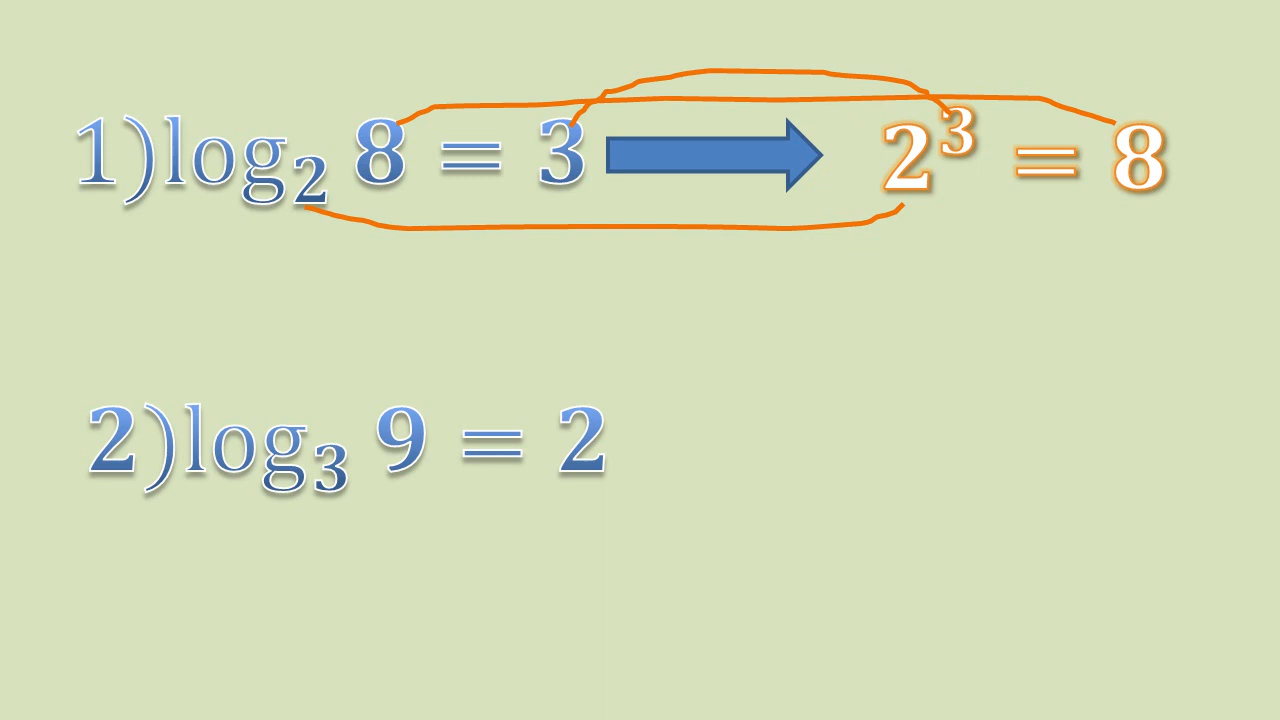 1)log₂ 8 = 3 2³ = 8
2)log₃ 9 = 2